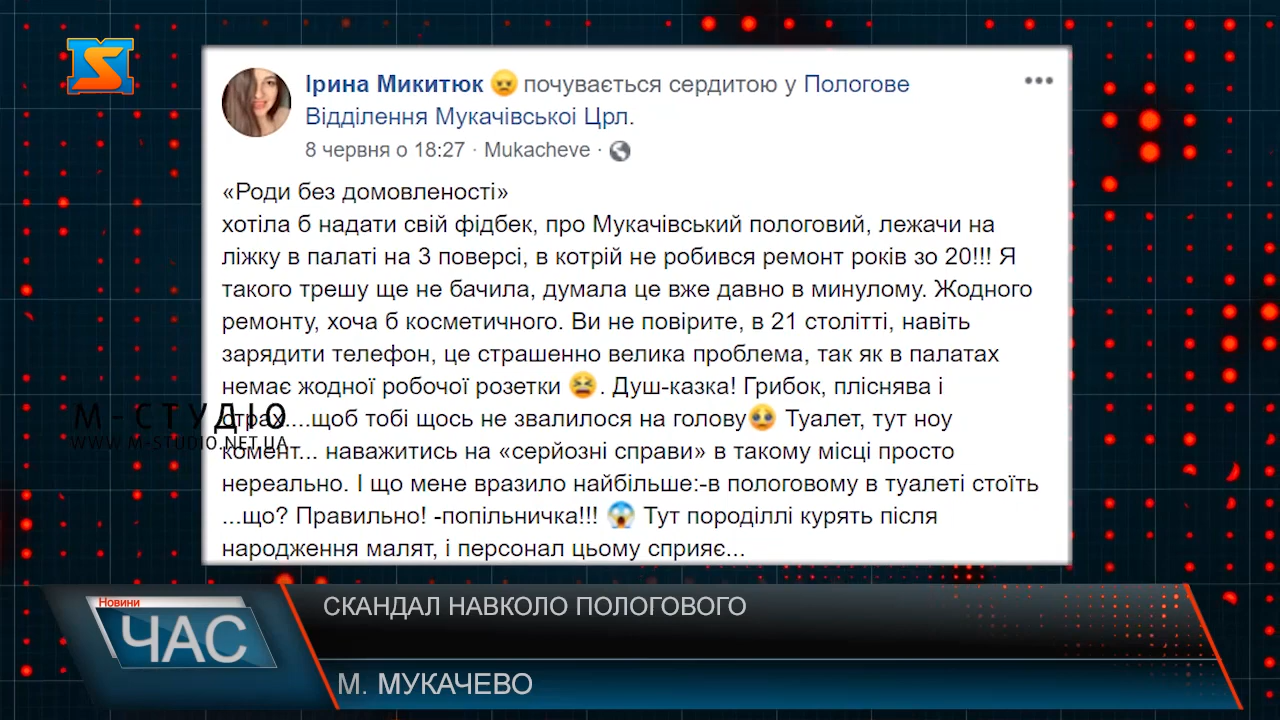 Ірина Микитюк 😠 почувається сердитою у Пологове
Відділення Мукачівськоі Црл.
8 червня о 18:27 · Mukacheve ·
«Роди без домовленості»
хотіла б надати свій фідбек, про Мукачівський пологовий, лежачи на
ліжку в палаті на 3 поверсі, в котрій не робився ремонт років зо 20!!! Я
такого трешу ще не бачила, думала це вже давно в минулому. Жодного
ремонту, хоча б косметичного. Ви не повірите, в 21 столітті, навіть
зарядити телефон, це страшенно велика проблема, так як в палатах
немає жодної робочої розетки 😫. Душ-казка! Грибок, пліснява і
страх....щоб тобі щось не звалилося на голову🥺 Туалет, тут ноу
комент... наважитись на «серйозні справи» в такому місці просто
нереально. І що мене вразило найбільше:-в пологовому в туалеті стоїть
...що? Правильно! -попільничка!!! 😱 Тут породіллі курять після
народження малят, і персонал цьому сприяє...
М-СТУДІО
WWW.M-STUDIO.NET.UA
Новини
ЧАС
СКАНДАЛ НАВКОЛО ПОЛОГОВОГО
М. МУКАЧЕВО